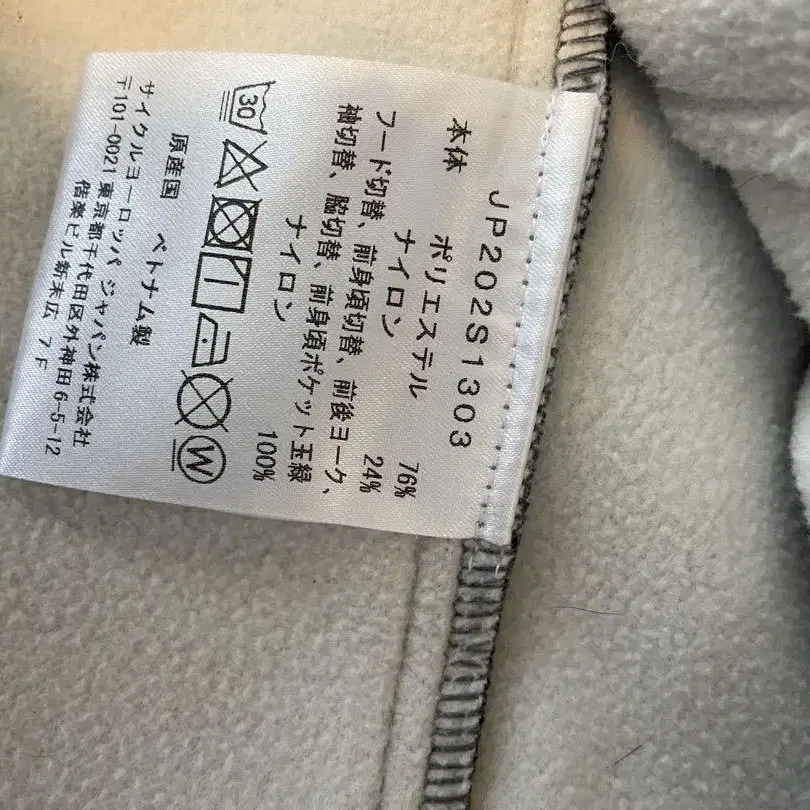 JP202S1303
本体 ポリエステル 76%
ナイロン 24%
フード切替、前身頃切替、前後ヨーク、
袖切替、脇切替、前身頃ポケット玉縁
ナイロン 100%
30
W
原産国 ベトナム製
サイクルヨーロッパ ジャパン株式会社
〒101-0021 東京都千代田区外神田6-5-12
偕楽ビル新末広 7F